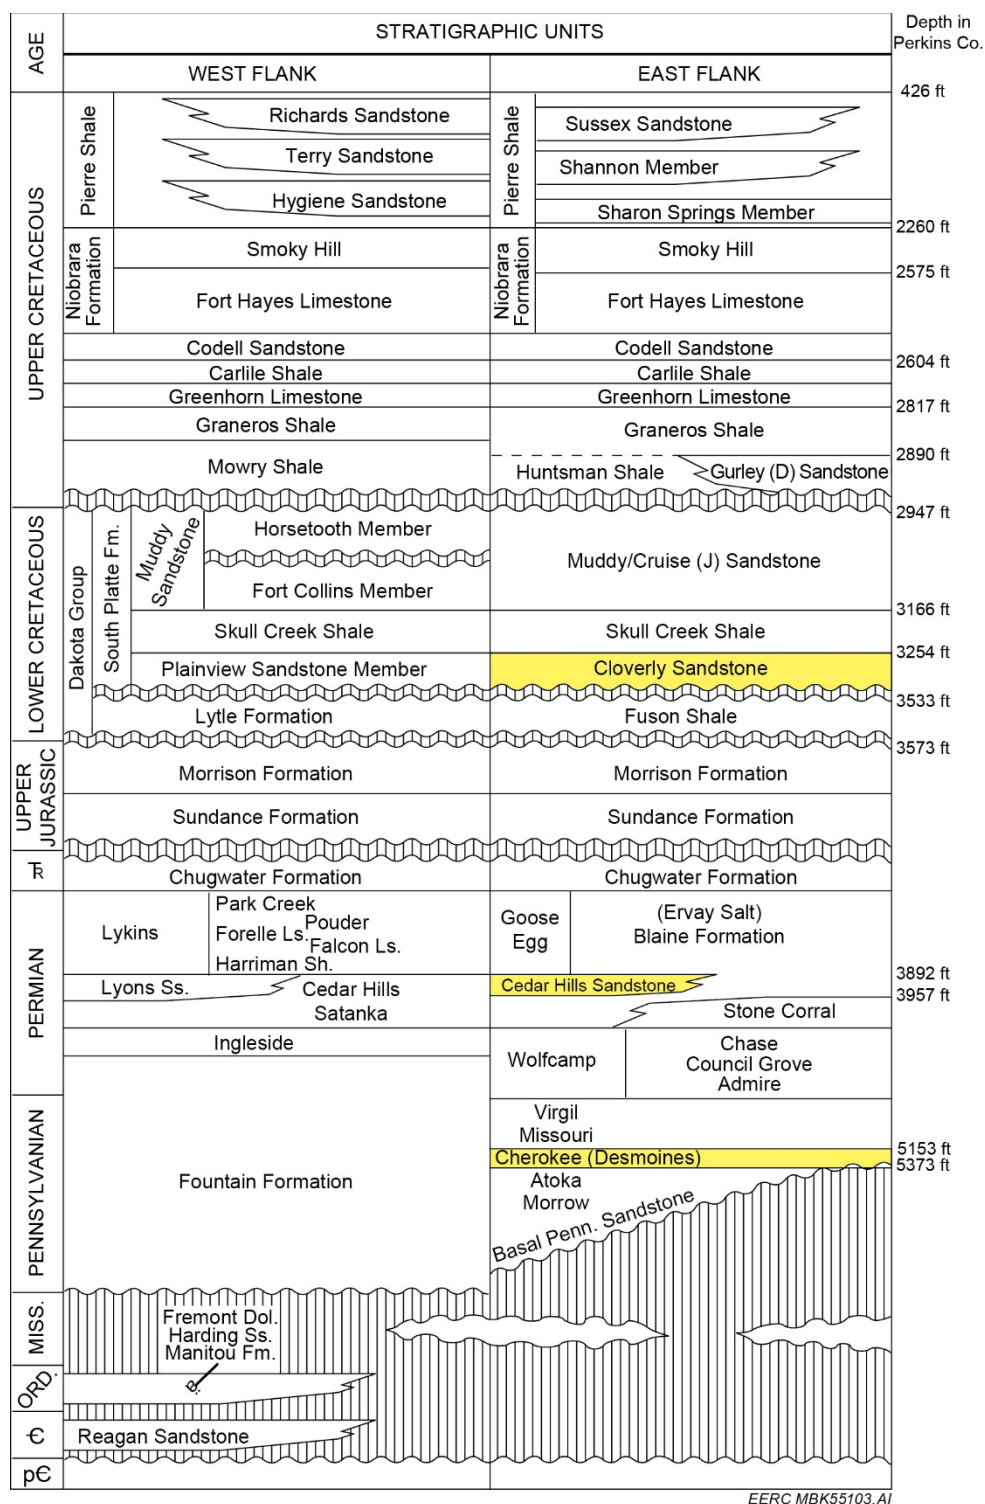 AGE
STRATIGRAPHIC UNITS
Depth in
Perkins Co.
WEST FLANK
EAST FLANK
426 ft
UPPER CRETACEOUS
Pierre Shale
Richards Sandstone
Terry Sandstone
Hygiene Sandstone
Pierre Shale
Sussex Sandstone
Shannon Member
Sharon Springs Member
2260 ft
Niobrara
Formation
Smoky Hill
Fort Hayes Limestone
Niobrara
Formation
Smoky Hill
2575 ft
Fort Hayes Limestone
Codell Sandstone
Codell Sandstone
2604 ft
Carlile Shale
Carlile Shale
Greenhorn Limestone
Greenhorn Limestone
2817 ft
Graneros Shale
Graneros Shale
2890 ft
Mowry Shale
Huntsman Shale
Gurley (D) Sandstone
2947 ft
LOWER CRETACEOUS
Dakota Group
South Platte Fm.
Muddy
Sandstone
Horsetooth Member
Fort Collins Member
Muddy/Cruise (J) Sandstone
3166 ft
Skull Creek Shale
Skull Creek Shale
3254 ft
Plainview Sandstone Member
Cloverly Sandstone
3533 ft
Lytle Formation
Fuson Shale
3573 ft
UPPER
JURASSIC
Morrison Formation
Morrison Formation
Sundance Formation
Sundance Formation
TR
Chugwater Formation
Chugwater Formation
PERMIAN
Lykins
Park Creek
Pouder
Forelle Ls.
Falcon Ls.
Harriman Sh.
Goose
Egg
(Ervay Salt)
Blaine Formation
3892 ft
Lyons Ss.
Cedar Hills
Satanka
Cedar Hills Sandstone
3957 ft
Stone Corral
Ingleside
Wolfcamp
Chase
Council Grove
Admire
PENNSYLVANIAN
Fountain Formation
Virgil
Missouri
5153 ft
Cherokee (Desmoines)
5373 ft
Atoka
Morrow
Basal Penn. Sandstone
MISS.
Fremont Dol.
Harding Ss.
Manitou Fm.
ORD.
Є
Reagan Sandstone
pЄ
EERC MBK55103.AI